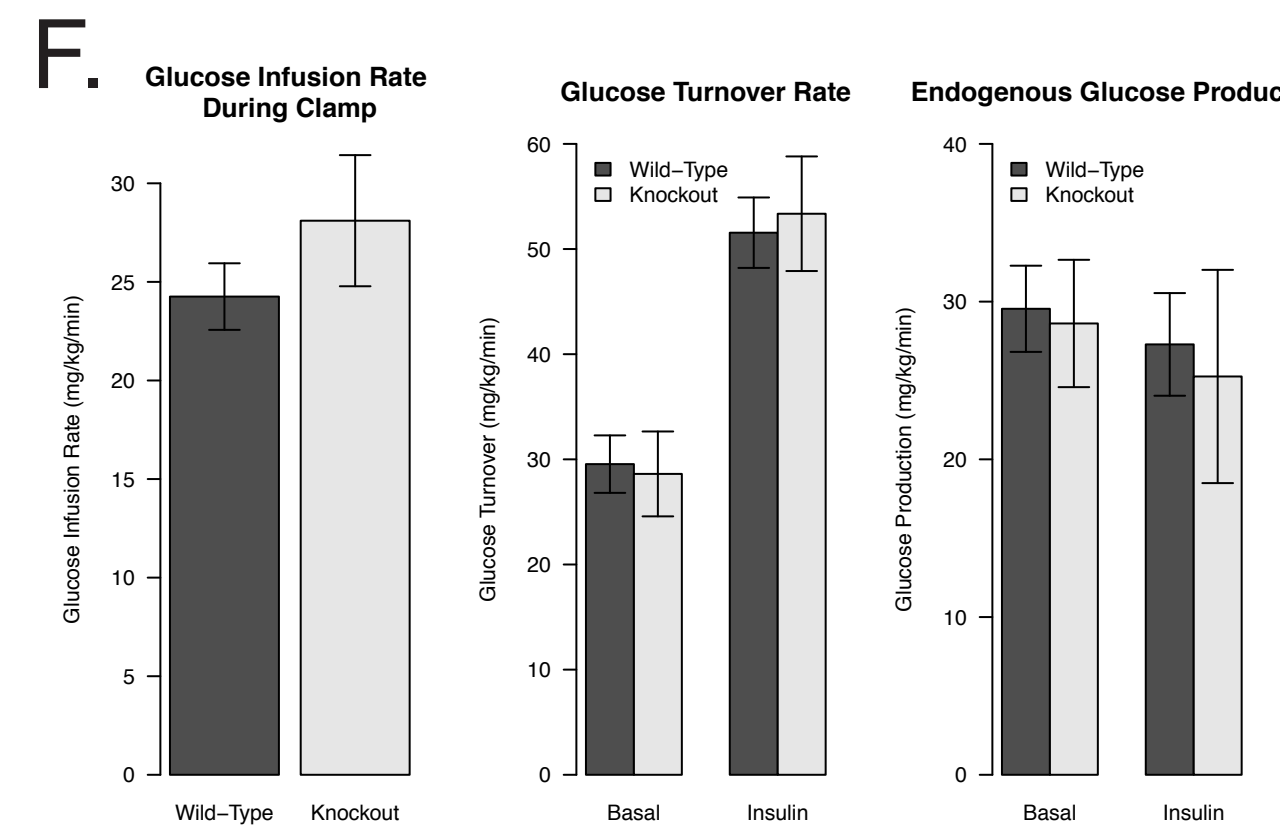 F.
Glucose Infusion Rate
During Clamp
Glucose Infusion Rate (mg/kg/min)
30
25
20
15
10
5
0
Wild−Type
Knockout
Glucose Turnover Rate
Glucose Turnover (mg/kg/min)
60
50
40
30
20
10
0
Wild−Type
Knockout
Basal
Insulin
Endogenous Glucose Produc
Glucose Production (mg/kg/min)
40
30
20
10
0
Wild−Type
Knockout
Basal
Insulin